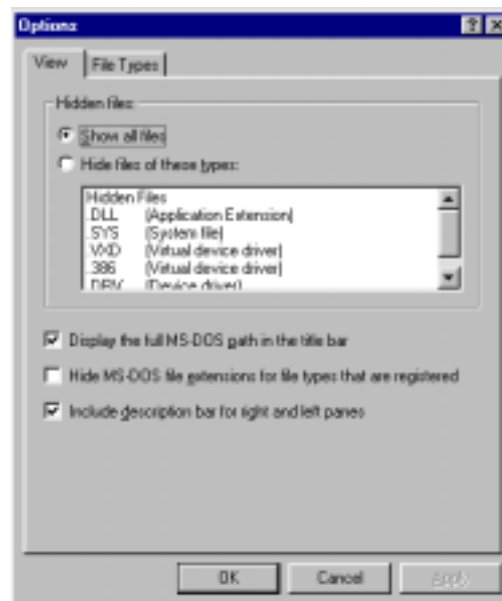 Options
View
File Types
Hidden files:
Show all files
Hide files of these types:
Hidden Files
.DLL (Application Extension)
.SYS (System file)
.VXD (Virtual device driver)
.386 (Virtual device driver)
.DRV (Device driver)
Display the full MS-DOS path in the title bar
Hide MS-DOS file extensions for file types that are registered
Include description bar for right and left panes
OK
Cancel
Apply